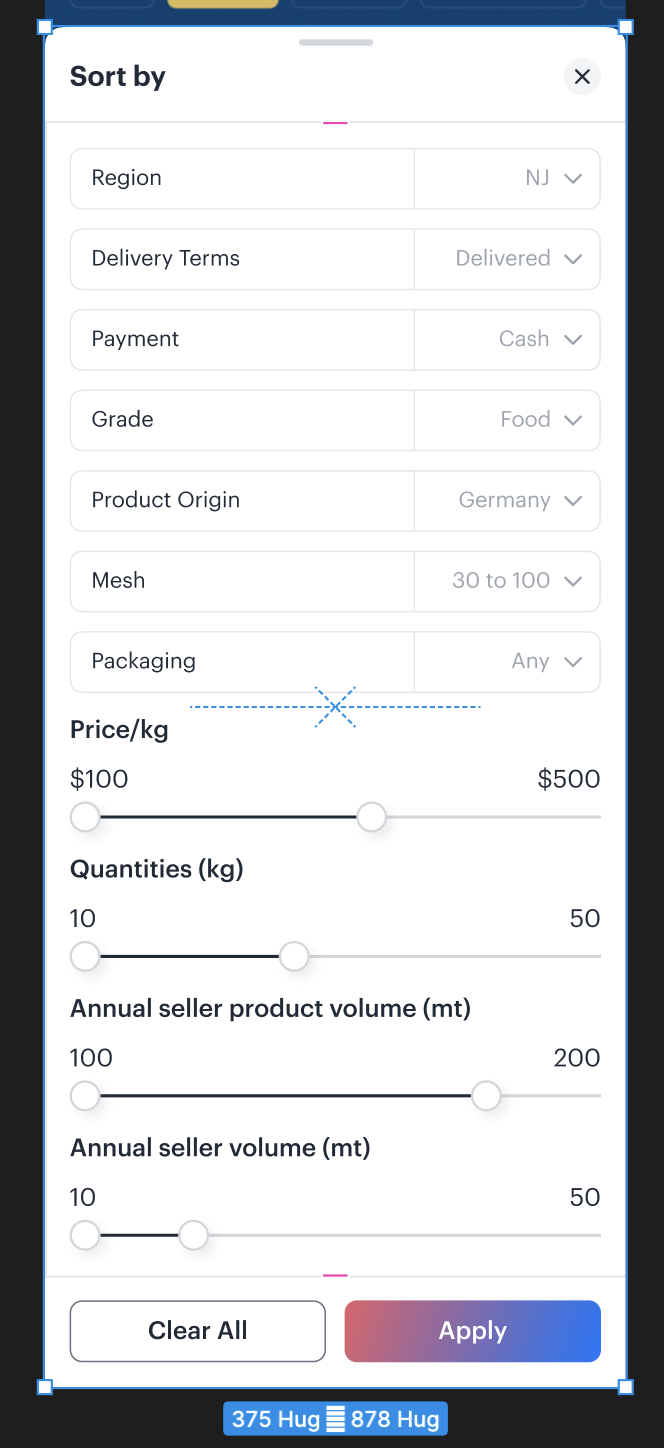 Sort by
Region NJ
Delivery Terms Delivered
Payment Cash
Grade Food
Product Origin Germany
Mesh 30 to 100
Packaging Any
Price/kg
$100 $500
Quantities (kg)
10 50
Annual seller product volume (mt)
100 200
Annual seller volume (mt)
10 50
Clear All Apply
375 Hug 878 Hug